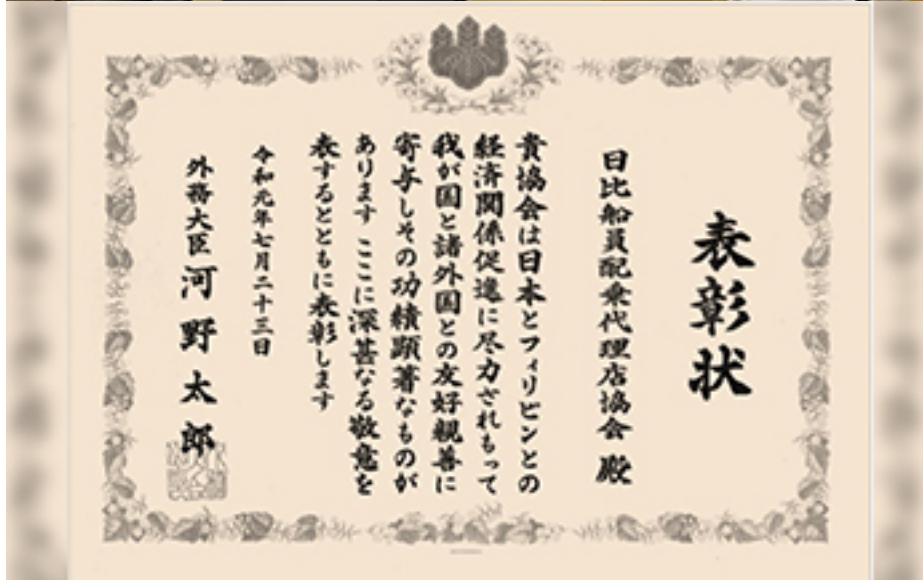 表彰状
日比船員配乗代理店協会 殿
貴協会は日本とフィリピンとの
経済関係促進に尽力されもって
我が国と諸外国との友好親善に
寄与しその功績顕著なものが
あります ここに深甚なる敬意を
表するとともに表彰します
令和元年七月二十三日
外務大臣 河野太郎